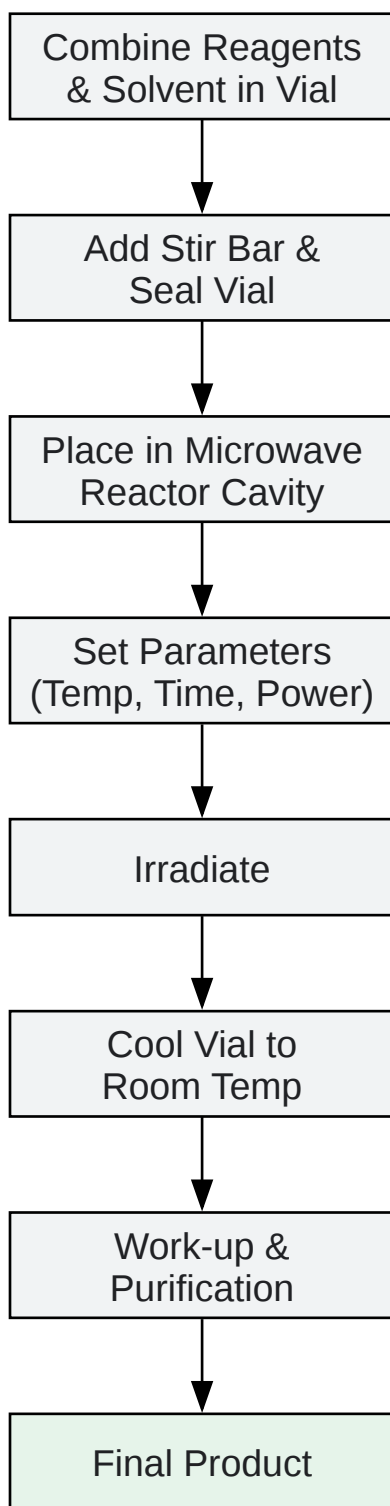 Combine Reagents
& Solvent in Vial
Add Stir Bar &
Seal Vial
Place in Microwave
Reactor Cavity
Set Parameters
(Temp, Time, Power)
Irradiate
Cool Vial to
Room Temp
Work-up &
Purification
Final Product